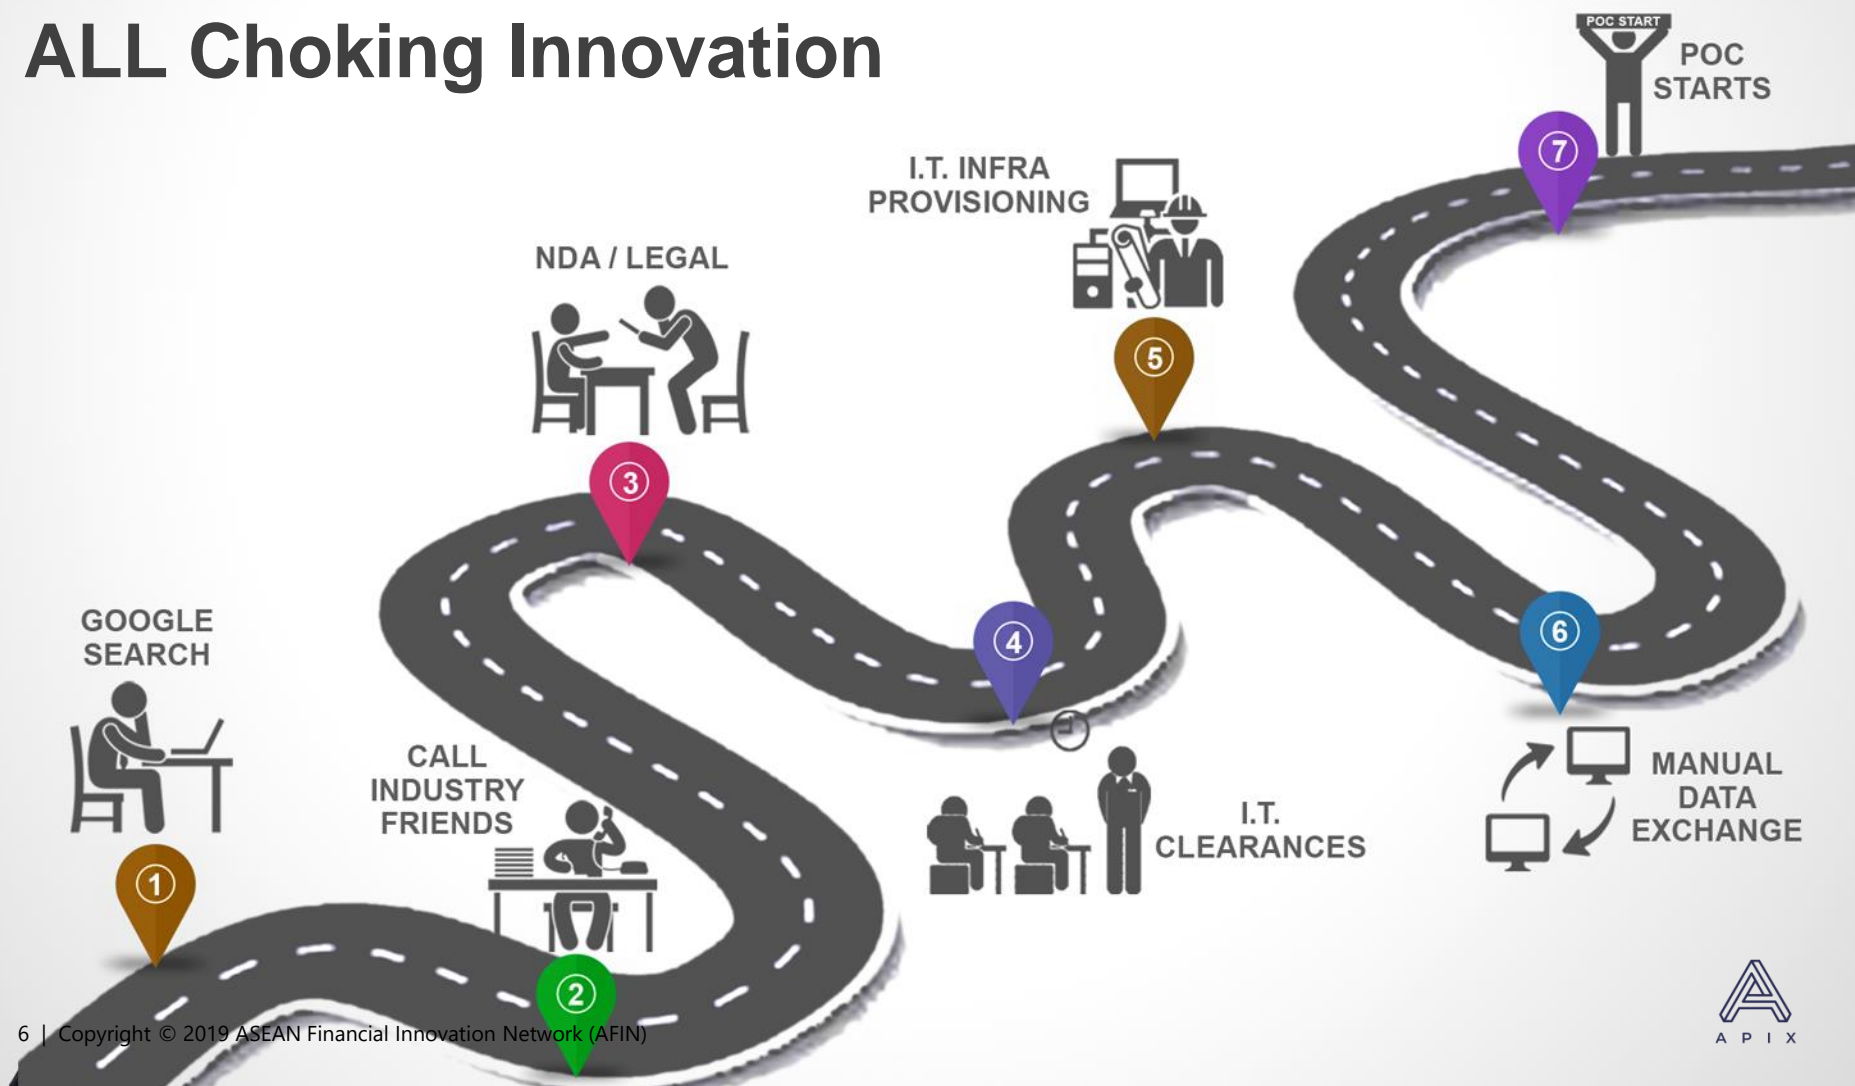 ALL Choking Innovation
POC START
POC
STARTS
7
I.T. INFRA
PROVISIONING
NDA / LEGAL
5
3
GOOGLE
SEARCH
4
6
CALL
INDUSTRY
FRIENDS
MANUAL
DATA
EXCHANGE
I.T.
CLEARANCES
1
2
6 | Copyright © 2019 ASEAN Financial Innovation Network (AFIN)
APIX